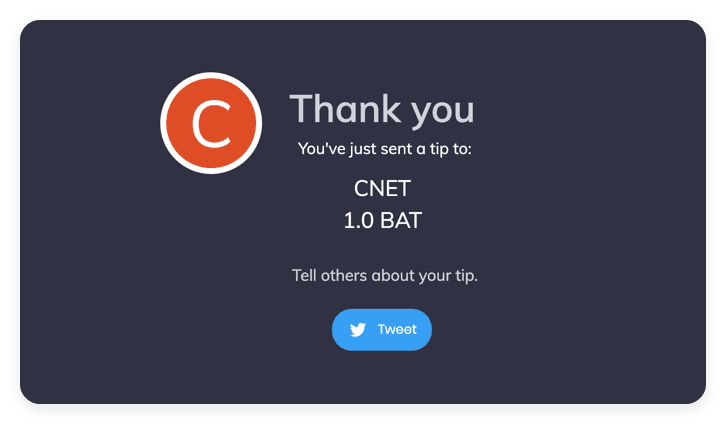 C
Thank you
You've just sent a tip to:
CNET
1.0 BAT
Tell others about your tip.
Tweet